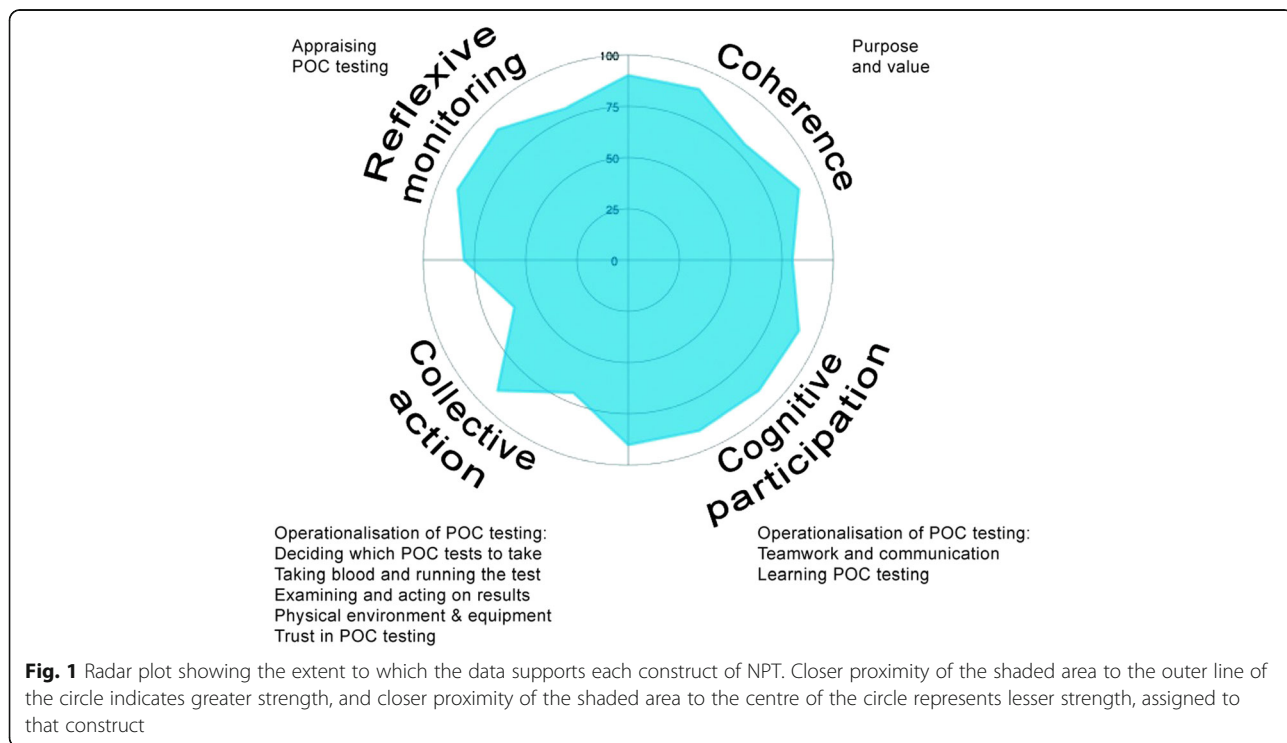 Appraising
POC testing
Reflexive
monitoring
100
75
50
25
0
Coherence
Purpose
and value
Collective
action
Cognitive
participation
Operationalisation of POC testing:
Deciding which POC tests to take
Taking blood and running the test
Examining and acting on results
Physical environment & equipment
Trust in POC testing
Operationalisation of POC testing:
Teamwork and communication
Learning POC testing
Fig. 1 Radar plot showing the extent to which the data supports each construct of NPT. Closer proximity of the shaded area to the outer line of
the circle indicates greater strength, and closer proximity of the shaded area to the centre of the circle represents lesser strength, assigned to
that construct